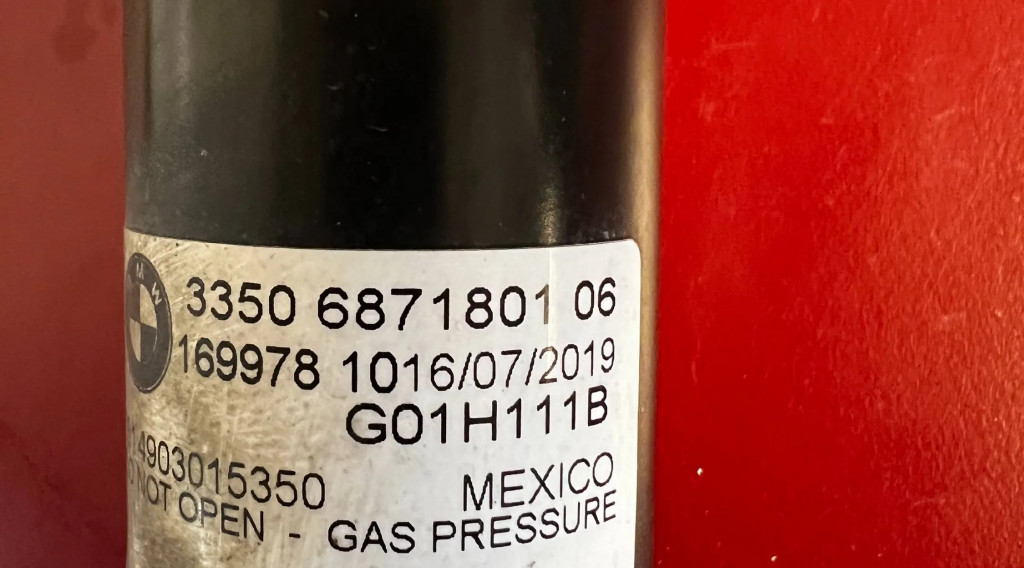 3350 6871801 06
169978 1016/07/2019
G01H111B
4903015350
MEXICO
NOT OPEN - GAS PRESSURE